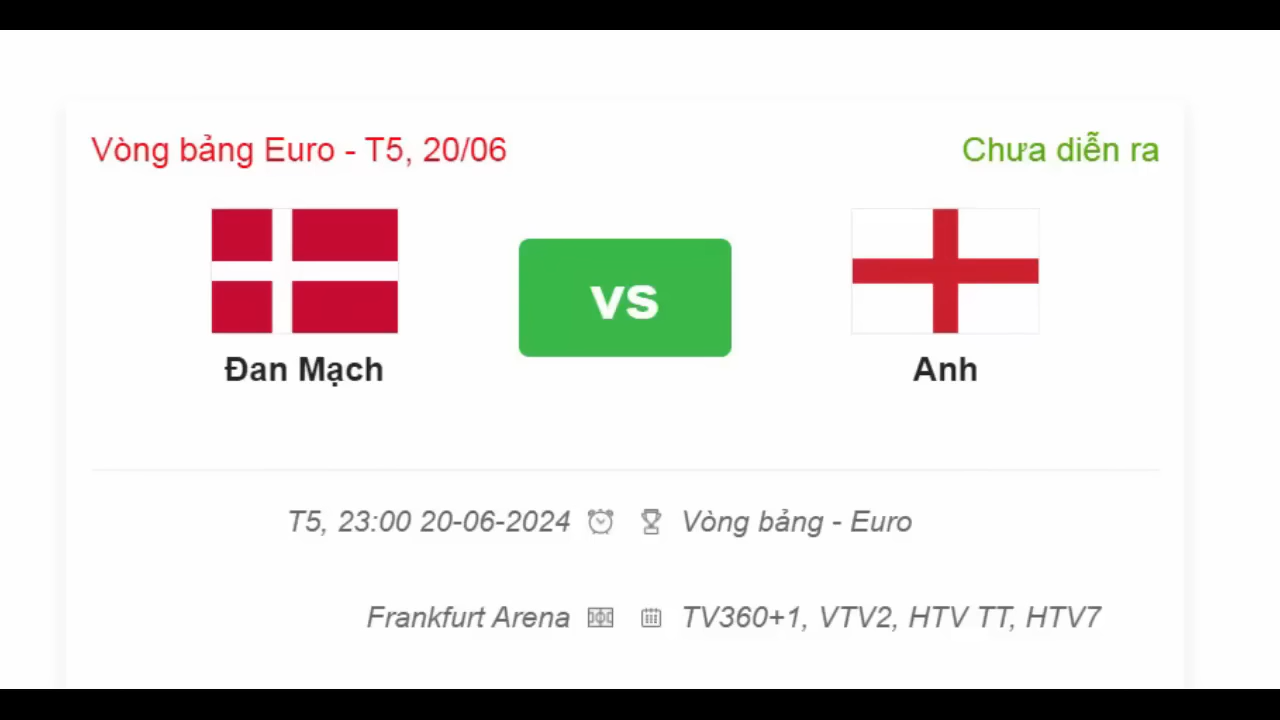 Vòng bảng Euro - T5, 20/06
Chưa diễn ra
VS
Đan Mạch
Anh
T5, 23:00 20-06-2024
Vòng bảng - Euro
Frankfurt Arena
TV360+1, VTV2, HTV TT, HTV7